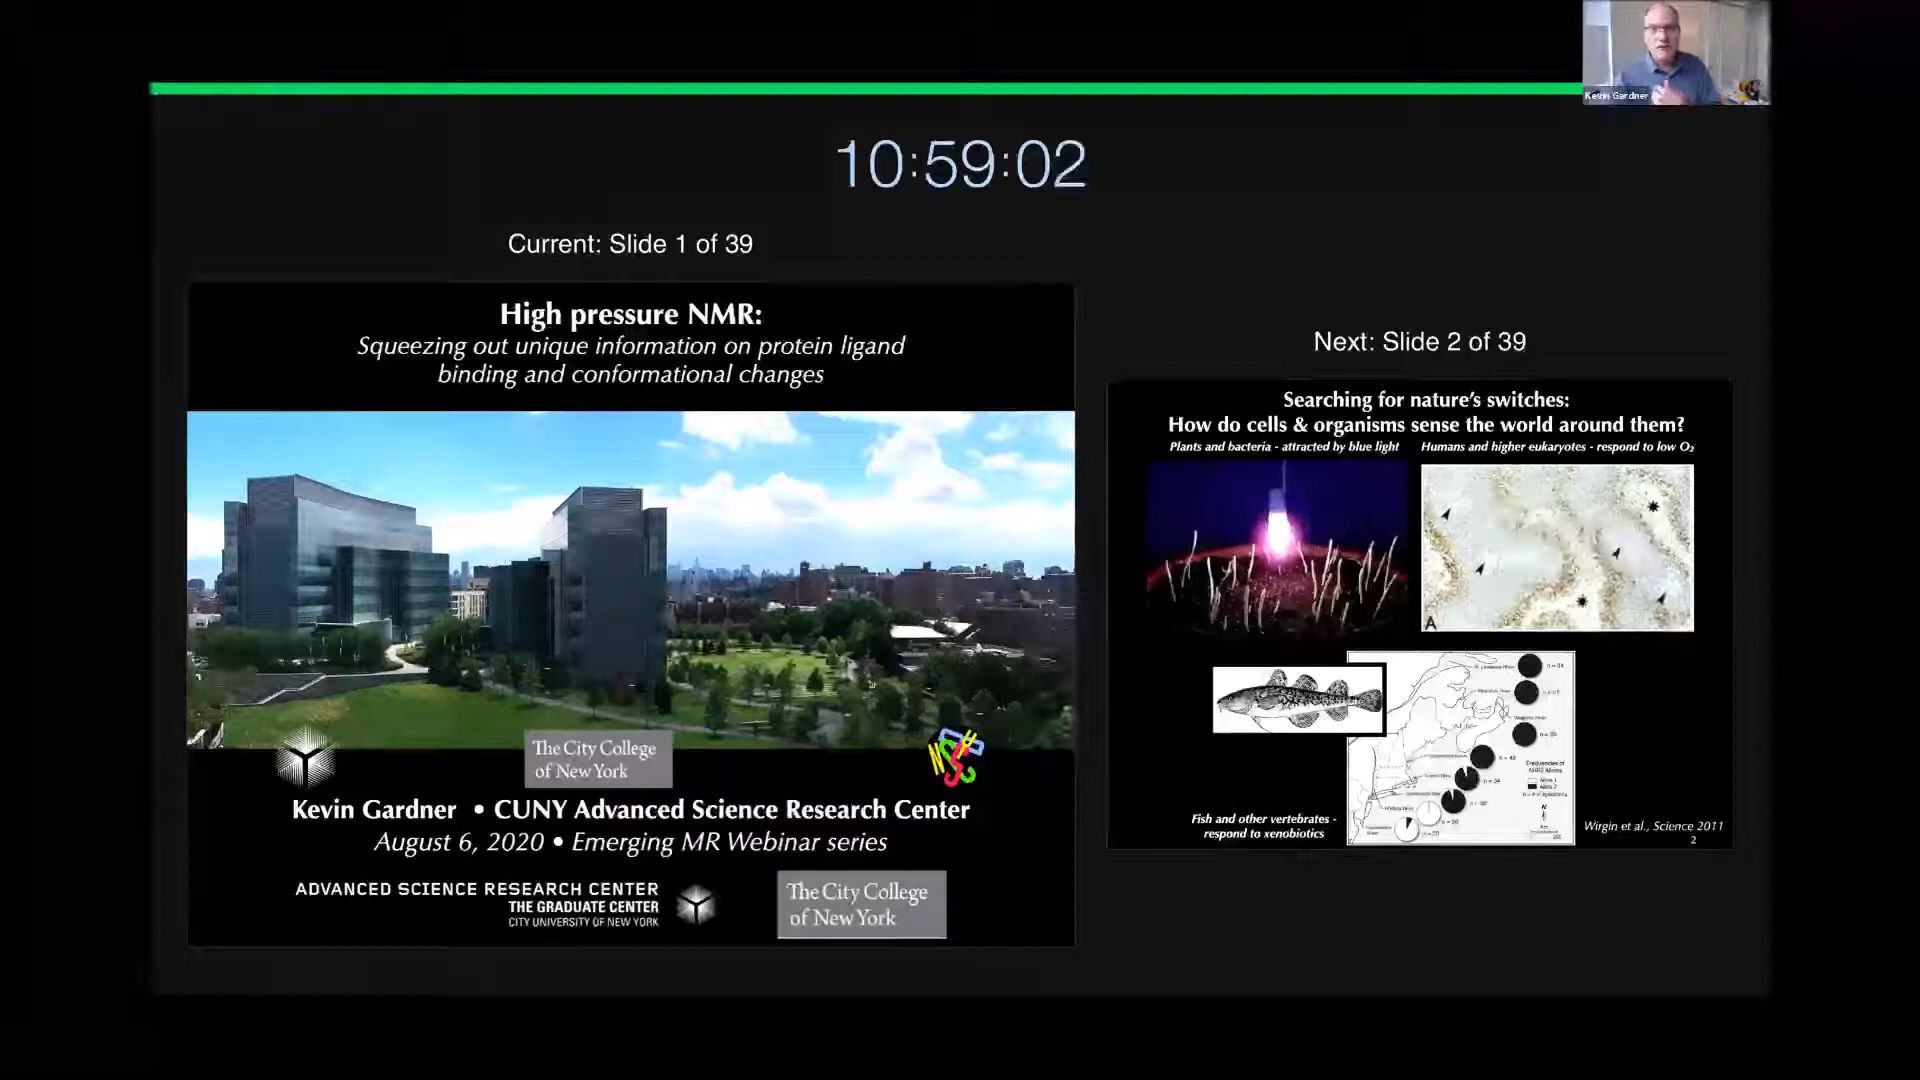 Kevin Gardner
10:59:02
Current: Slide 1 of 39
High pressure NMR:
Squeezing out unique information on protein ligand
binding and conformational changes
The City College
of New York
Kevin Gardner • CUNY Advanced Science Research Center
August 6, 2020 • Emerging MR Webinar series
ADVANCED SCIENCE RESEARCH CENTER
THE GRADUATE CENTER
CITY UNIVERSITY OF NEW YORK
The City College
of New York
Next: Slide 2 of 39
Searching for nature's switches:
How do cells & organisms sense the world around them?
Plants and bacteria - attracted by blue light
Humans and higher eukaryotes - respond to low O₂
A
Fish and other vertebrates -
respond to xenobiotics
Wirgin et al., Science 2011
2